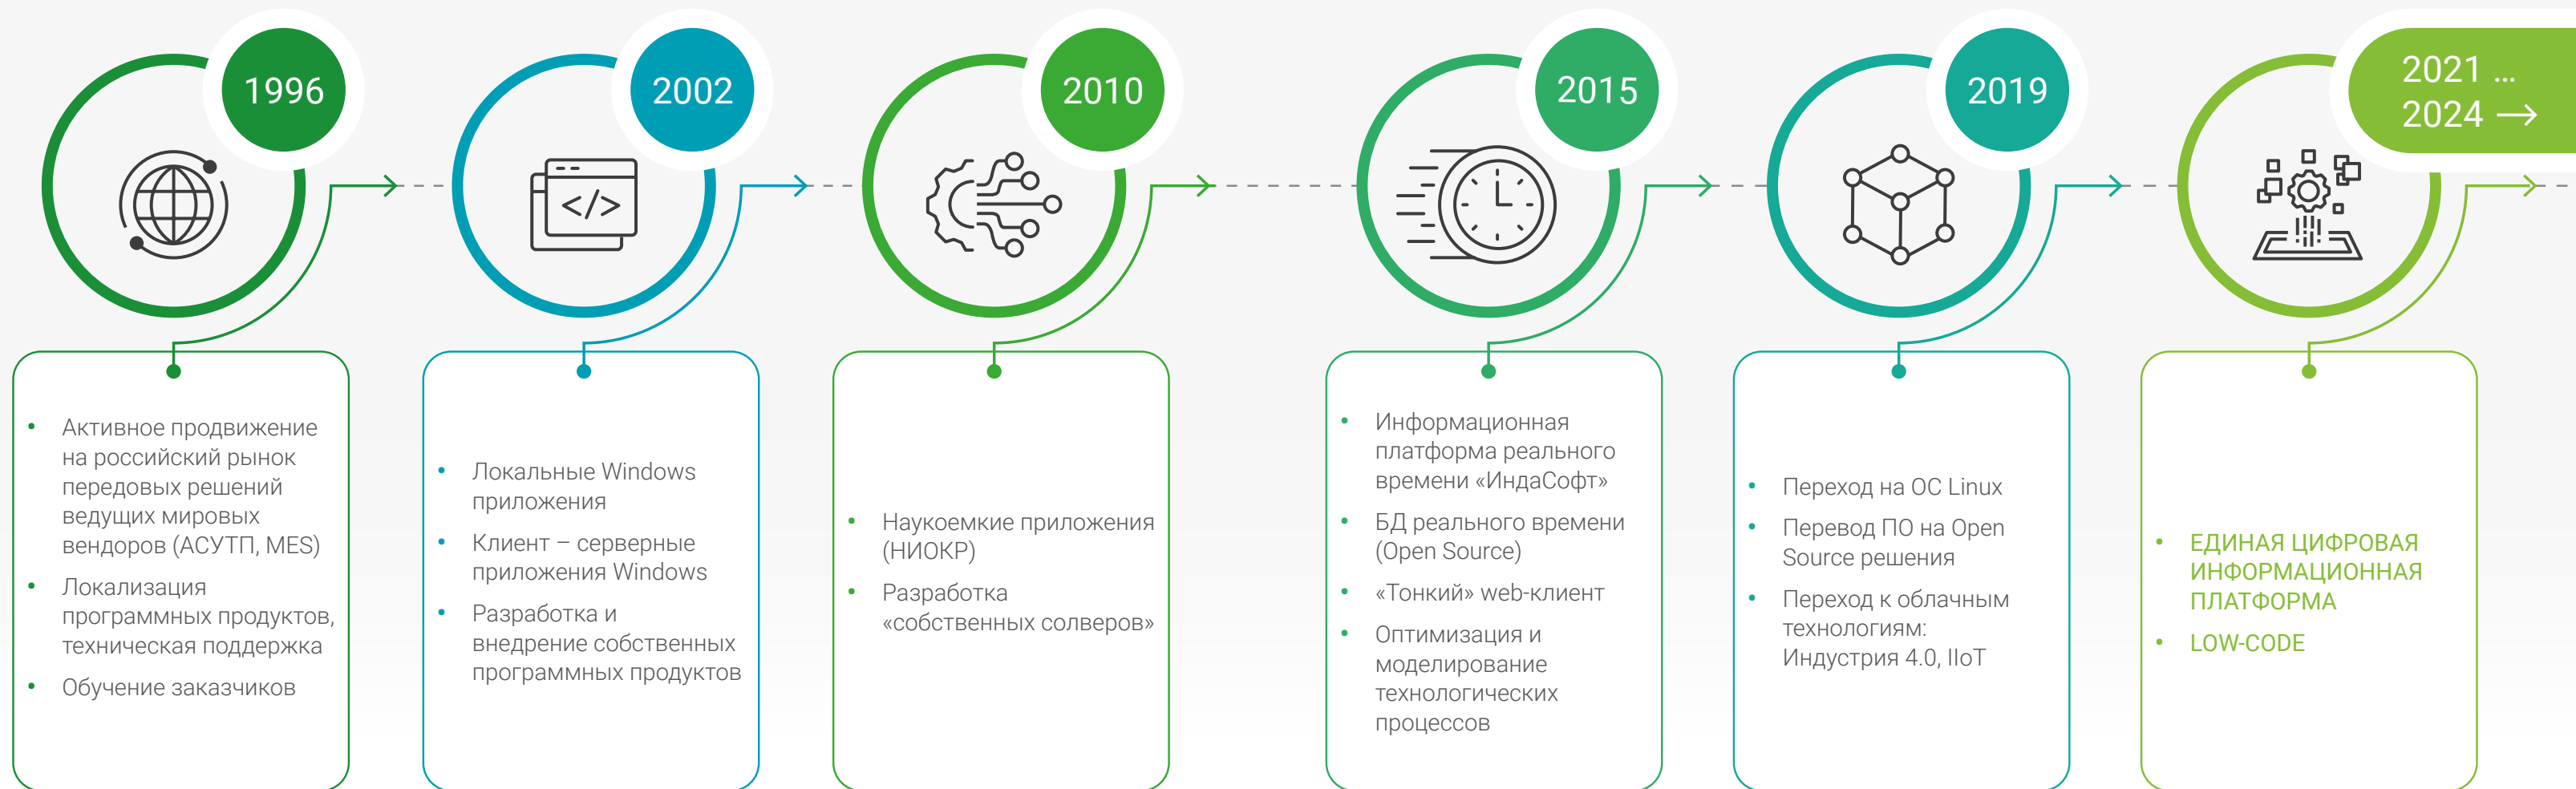 1996
Активное продвижение
на российский рынок
передовых решений
ведущих мировых
вендоров (АСУТП, MES)
Локализация
программных продуктов,
техническая поддержка
Обучение заказчиков
2002
</>
Локальные Windows
приложения
Клиент – серверные
приложения Windows
Разработка и
внедрение собственных
программных продуктов
2010
Наукоемкие приложения
(НИОКР)
Разработка
«собственных солверов»
2015
Информационная
платформа реального
времени «ИндаСофт»
БД реального времени
(Open Source)
«Тонкий» web-клиент
Оптимизация и
моделирование
технологических
процессов
2019
Переход на ОС Linux
Перевод ПО на Open
Source решения
Переход к облачным
технологиям:
Индустрия 4.0, IIoT
2021 ...
2024 →
ЕДИНАЯ ЦИФРОВАЯ
ИНФОРМАЦИОННАЯ
ПЛАТФОРМА
LOW-CODE